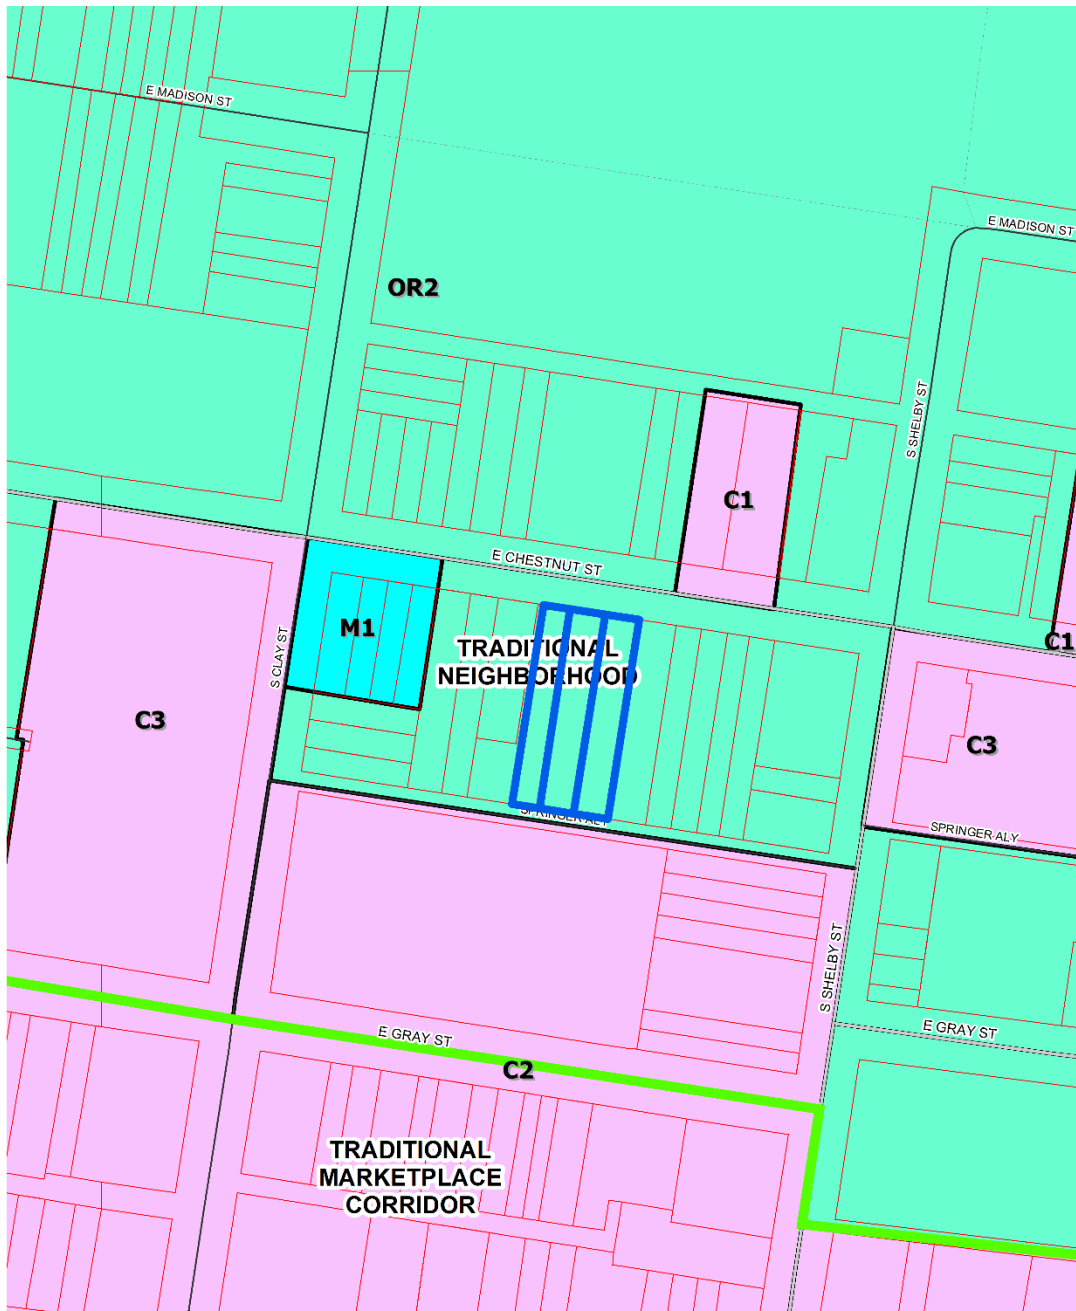 E MADISON ST
E MADISON ST
OR2
S SHELBY ST
C1
E CHESTNUT ST
M1
TRADITIONAL
NEIGHBORHOOD
S CLAY ST
C1
C3
C3
SPRINGER ALY
SPRINGER ALY
S SHELBY ST
E GRAY ST
E GRAY ST
C2
TRADITIONAL
MARKETPLACE
CORRIDOR